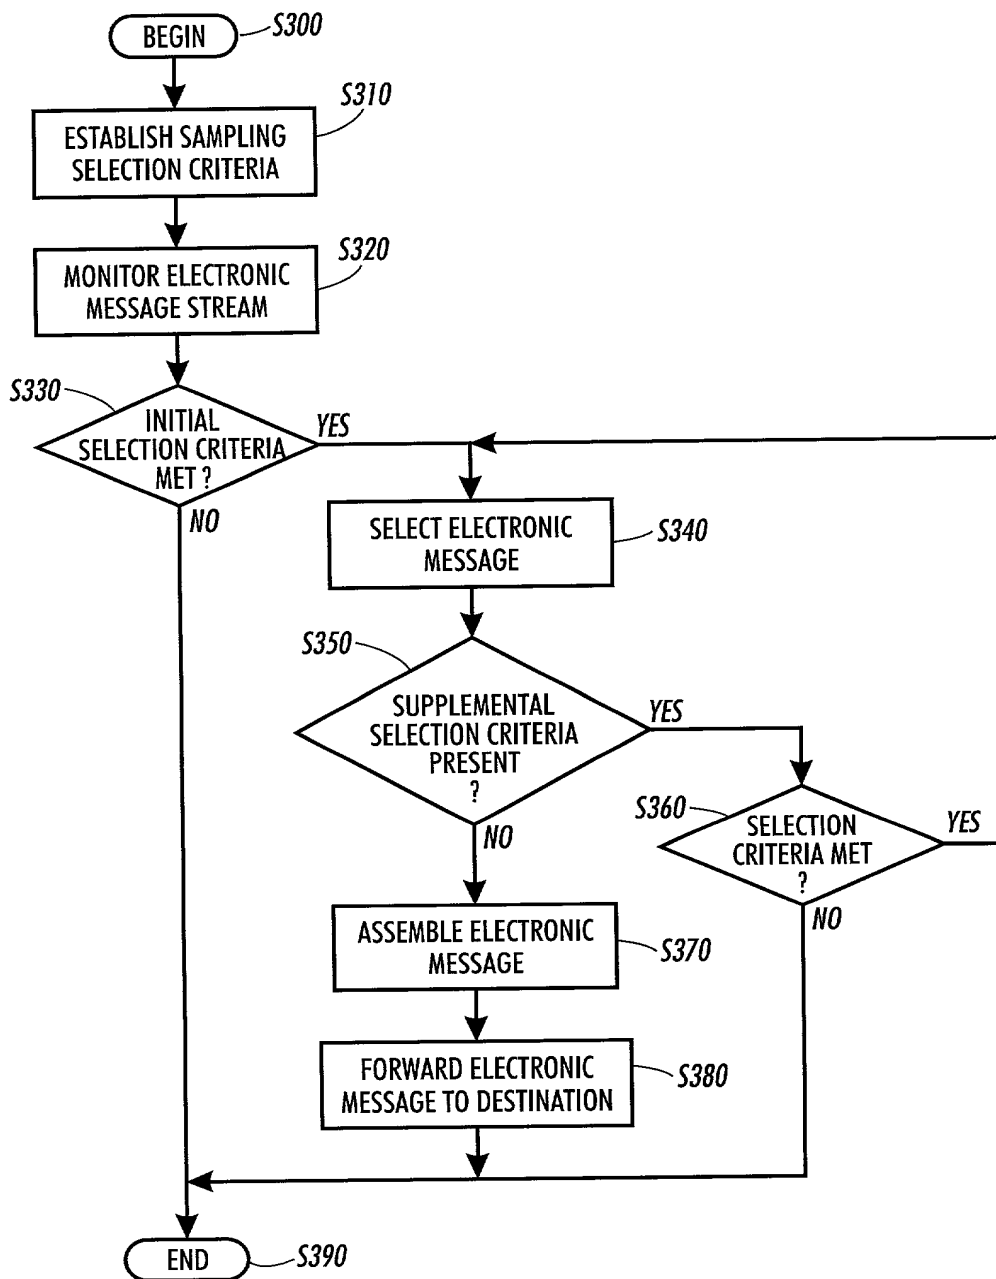 BEGIN
S300
S310
ESTABLISH SAMPLING
SELECTION CRITERIA
S320
MONITOR ELECTRONIC
MESSAGE STREAM
S330
INITIAL
SELECTION CRITERIA
MET ?
YES
NO
SELECT ELECTRONIC
MESSAGE
S340
S350
SUPPLEMENTAL
SELECTION CRITERIA
PRESENT
?
YES
NO
S360
SELECTION
CRITERIA MET
?
YES
NO
ASSEMBLE ELECTRONIC
MESSAGE
S370
FORWARD ELECTRONIC
MESSAGE TO DESTINATION
S380
END
S390